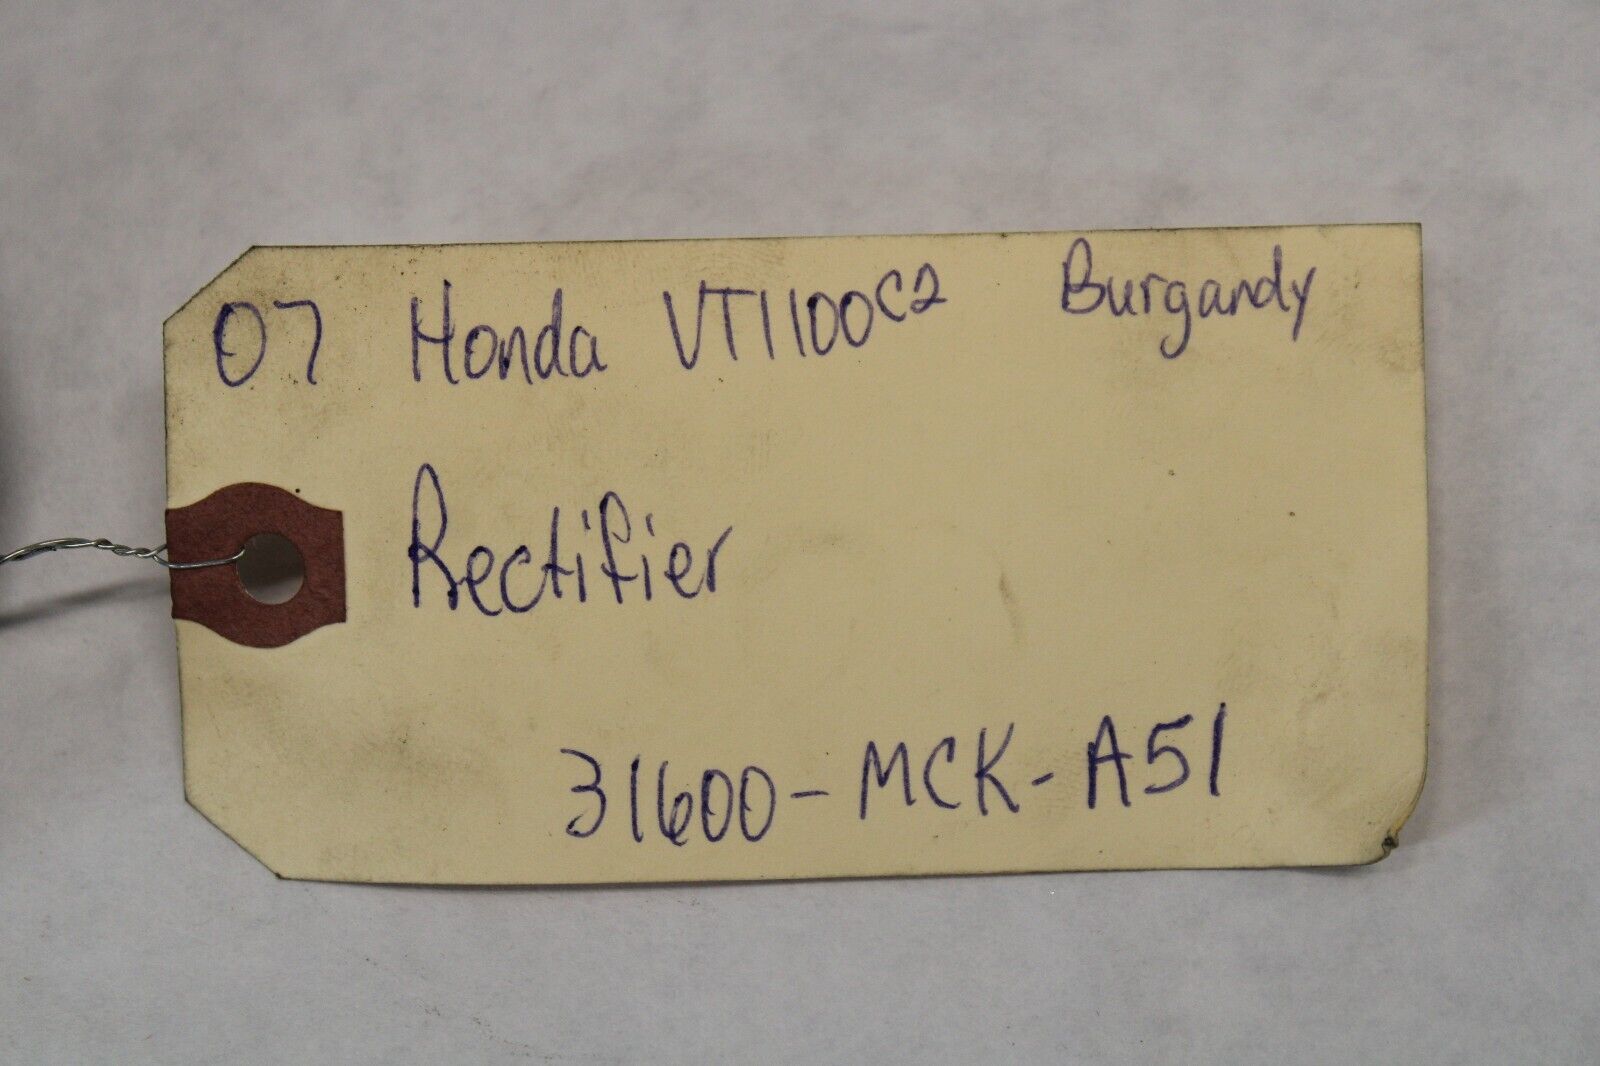 07 Honda VT1100C2 Burgandy
Rectifier
31600-MCK-A51